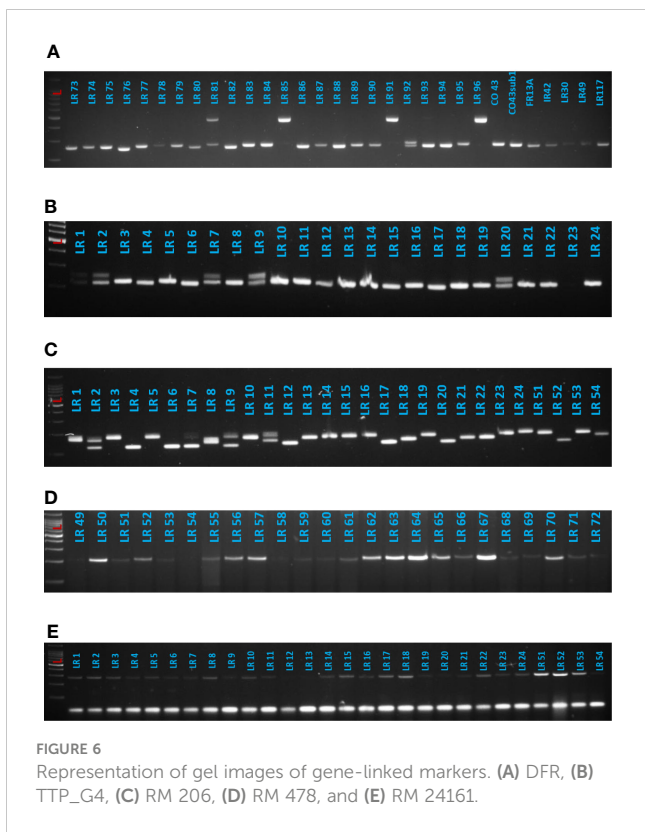 A
LR 73 LR 74 LR 75 LR 76 LR 77 LR 78 LR 79 LR 80 LR 81 LR 82 LR 83 LR 84 LR 85 LR 86 LR 87 LR 88 LR 89 LR 90 LR 91 LR 92 LR 93 LR 94 LR 95 LR 96 CO 43 CO43sub1 FR13A IR42 LR30 LR49 LR117
B
LR 1 LR 2 LR 3 LR 4 LR 5 LR 6 LR 7 LR 8 LR 9 LR 10 LR 11 LR 12 LR 13 LR 14 LR 15 LR 16 LR 17 LR 18 LR 19 LR 20 LR 21 LR 22 LR 23 LR 24
C
LR 1 LR 2 LR 3 LR 4 LR 5 LR 6 LR 7 LR 8 LR 9 LR 10 LR 11 LR 12 LR 13 LR 14 LR 15 LR 16 LR 17 LR 18 LR 19 LR 20 LR 21 LR 22 LR 23 LR 24 LR 51 LR 52 LR 53 LR 54
D
LR 49 LR 50 LR 51 LR 52 LR 53 LR 54 LR 55 LR 56 LR 57 LR 58 LR 59 LR 60 LR 61 LR 62 LR 63 LR 64 LR 65 LR 66 LR 67 LR 68 LR 69 LR 70 LR 71 LR 72
E
LR 1 LR 2 LR 3 LR 4 LR 5 LR 6 LR 7 LR 8 LR 9 LR 10 LR 11 LR 12 LR 13 LR 14 LR 15 LR 16 LR 17 LR 18 LR 19 LR 20 LR 21 LR 22 LR 23 LR 24 LR 51 LR 52 LR 53 LR 54
FIGURE 6
Representation of gel images of gene-linked markers. (A) DFR, (B)
TTP_G4, (C) RM 206, (D) RM 478, and (E) RM 24161.